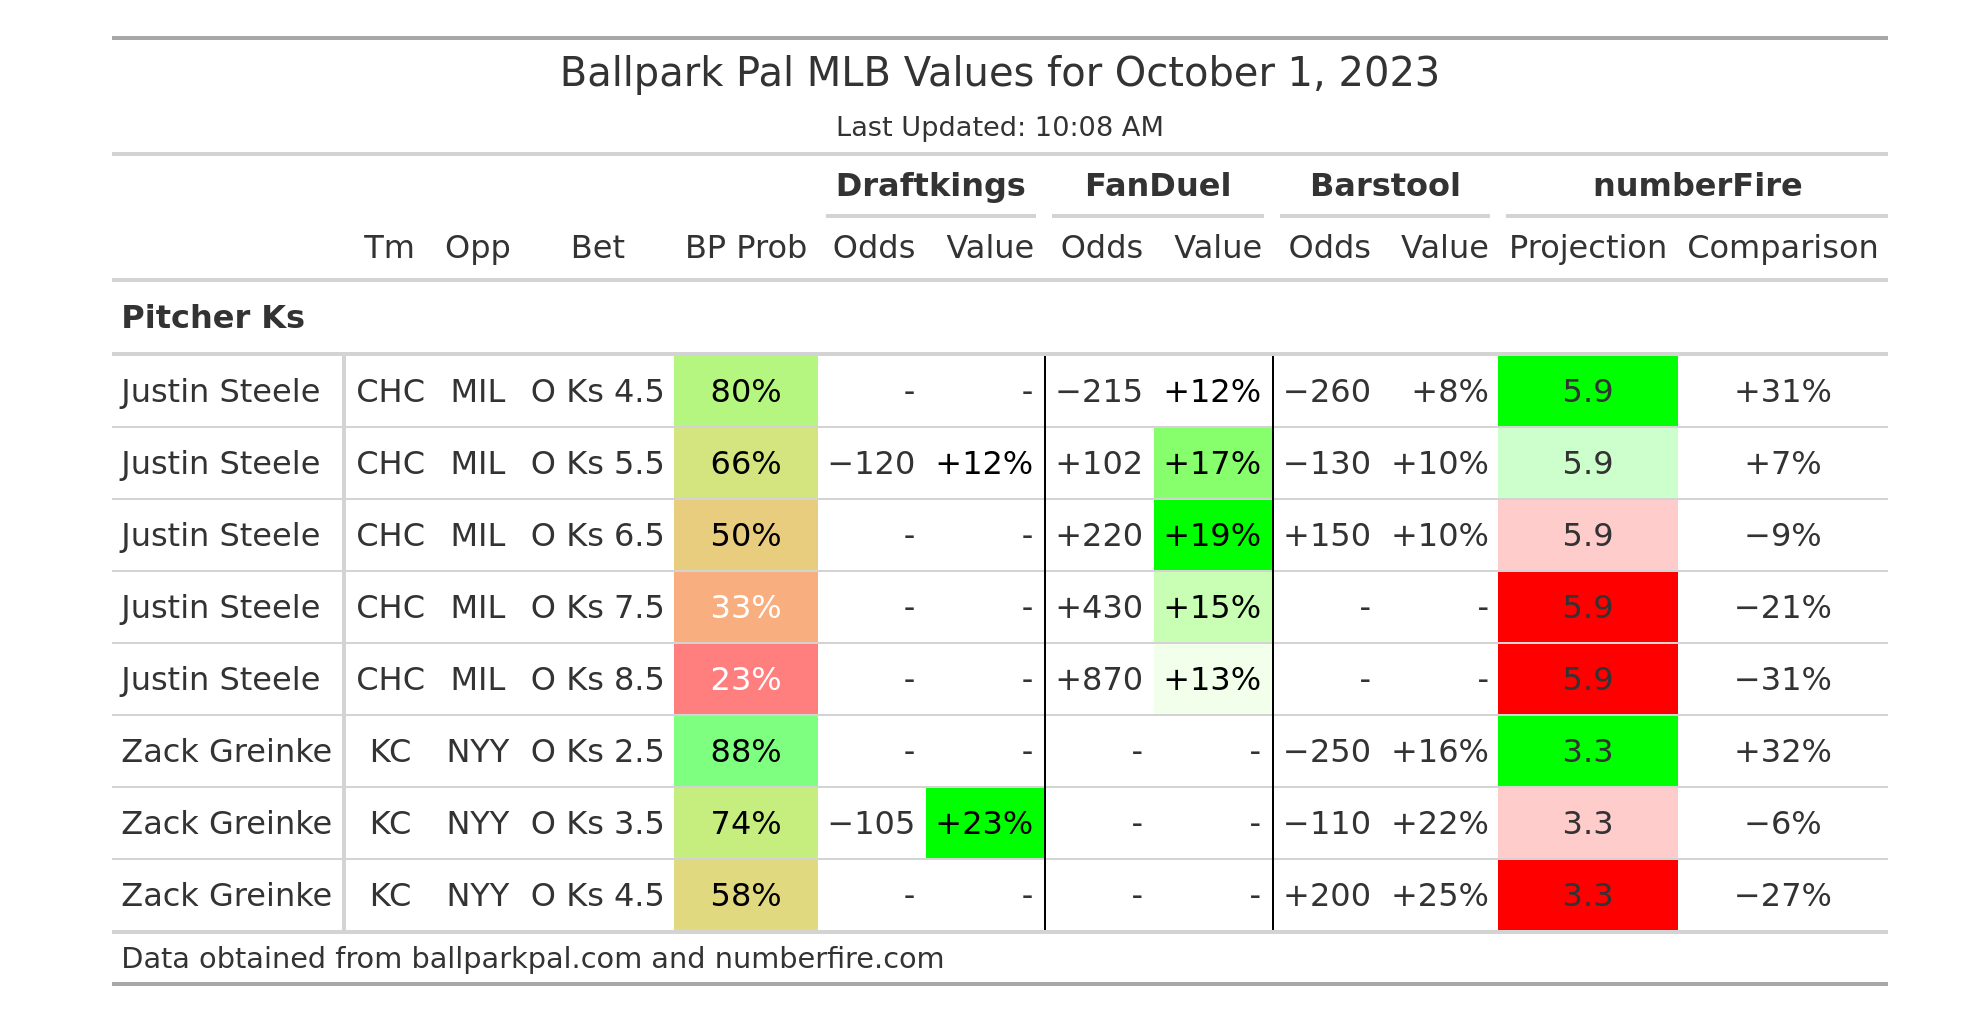 Ballpark Pal MLB Values for October 1, 2023
Last Updated: 10:08 AM
Draftkings FanDuel Barstool numberFire
Tm Opp Bet BP Prob Odds Value Odds Value Odds Value Projection Comparison
Pitcher Ks
Justin Steele CHC MIL O Ks 4.5 80% - - −215 +12% −260 +8% 5.9 +31%
Justin Steele CHC MIL O Ks 5.5 66% −120 +12% +102 +17% −130 +10% 5.9 +7%
Justin Steele CHC MIL O Ks 6.5 50% - - +220 +19% +150 +10% 5.9 −9%
Justin Steele CHC MIL O Ks 7.5 33% - - +430 +15% - - 5.9 −21%
Justin Steele CHC MIL O Ks 8.5 23% - - +870 +13% - - 5.9 −31%
Zack Greinke KC NYY O Ks 2.5 88% - - - - −250 +16% 3.3 +32%
Zack Greinke KC NYY O Ks 3.5 74% −105 +23% - - −110 +22% 3.3 −6%
Zack Greinke KC NYY O Ks 4.5 58% - - - - +200 +25% 3.3 −27%
Data obtained from ballparkpal.com and numberfire.com